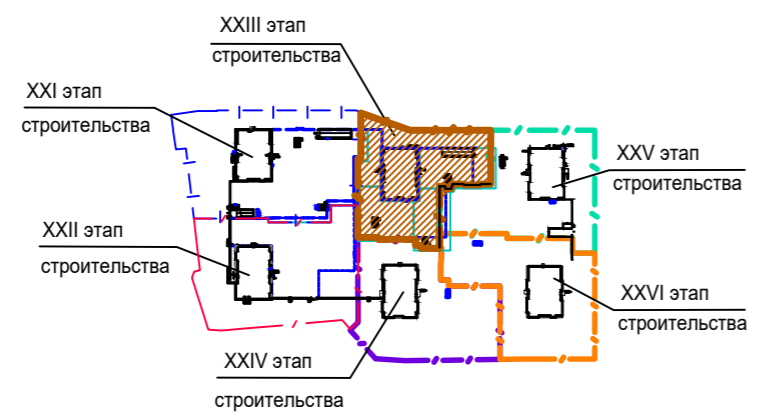 XXIII этап
строительства
XXI этап
строительства
XXV этап
строительства
XXII этап
строительства
XXVI этап
строительства
XXIV этап
строительства